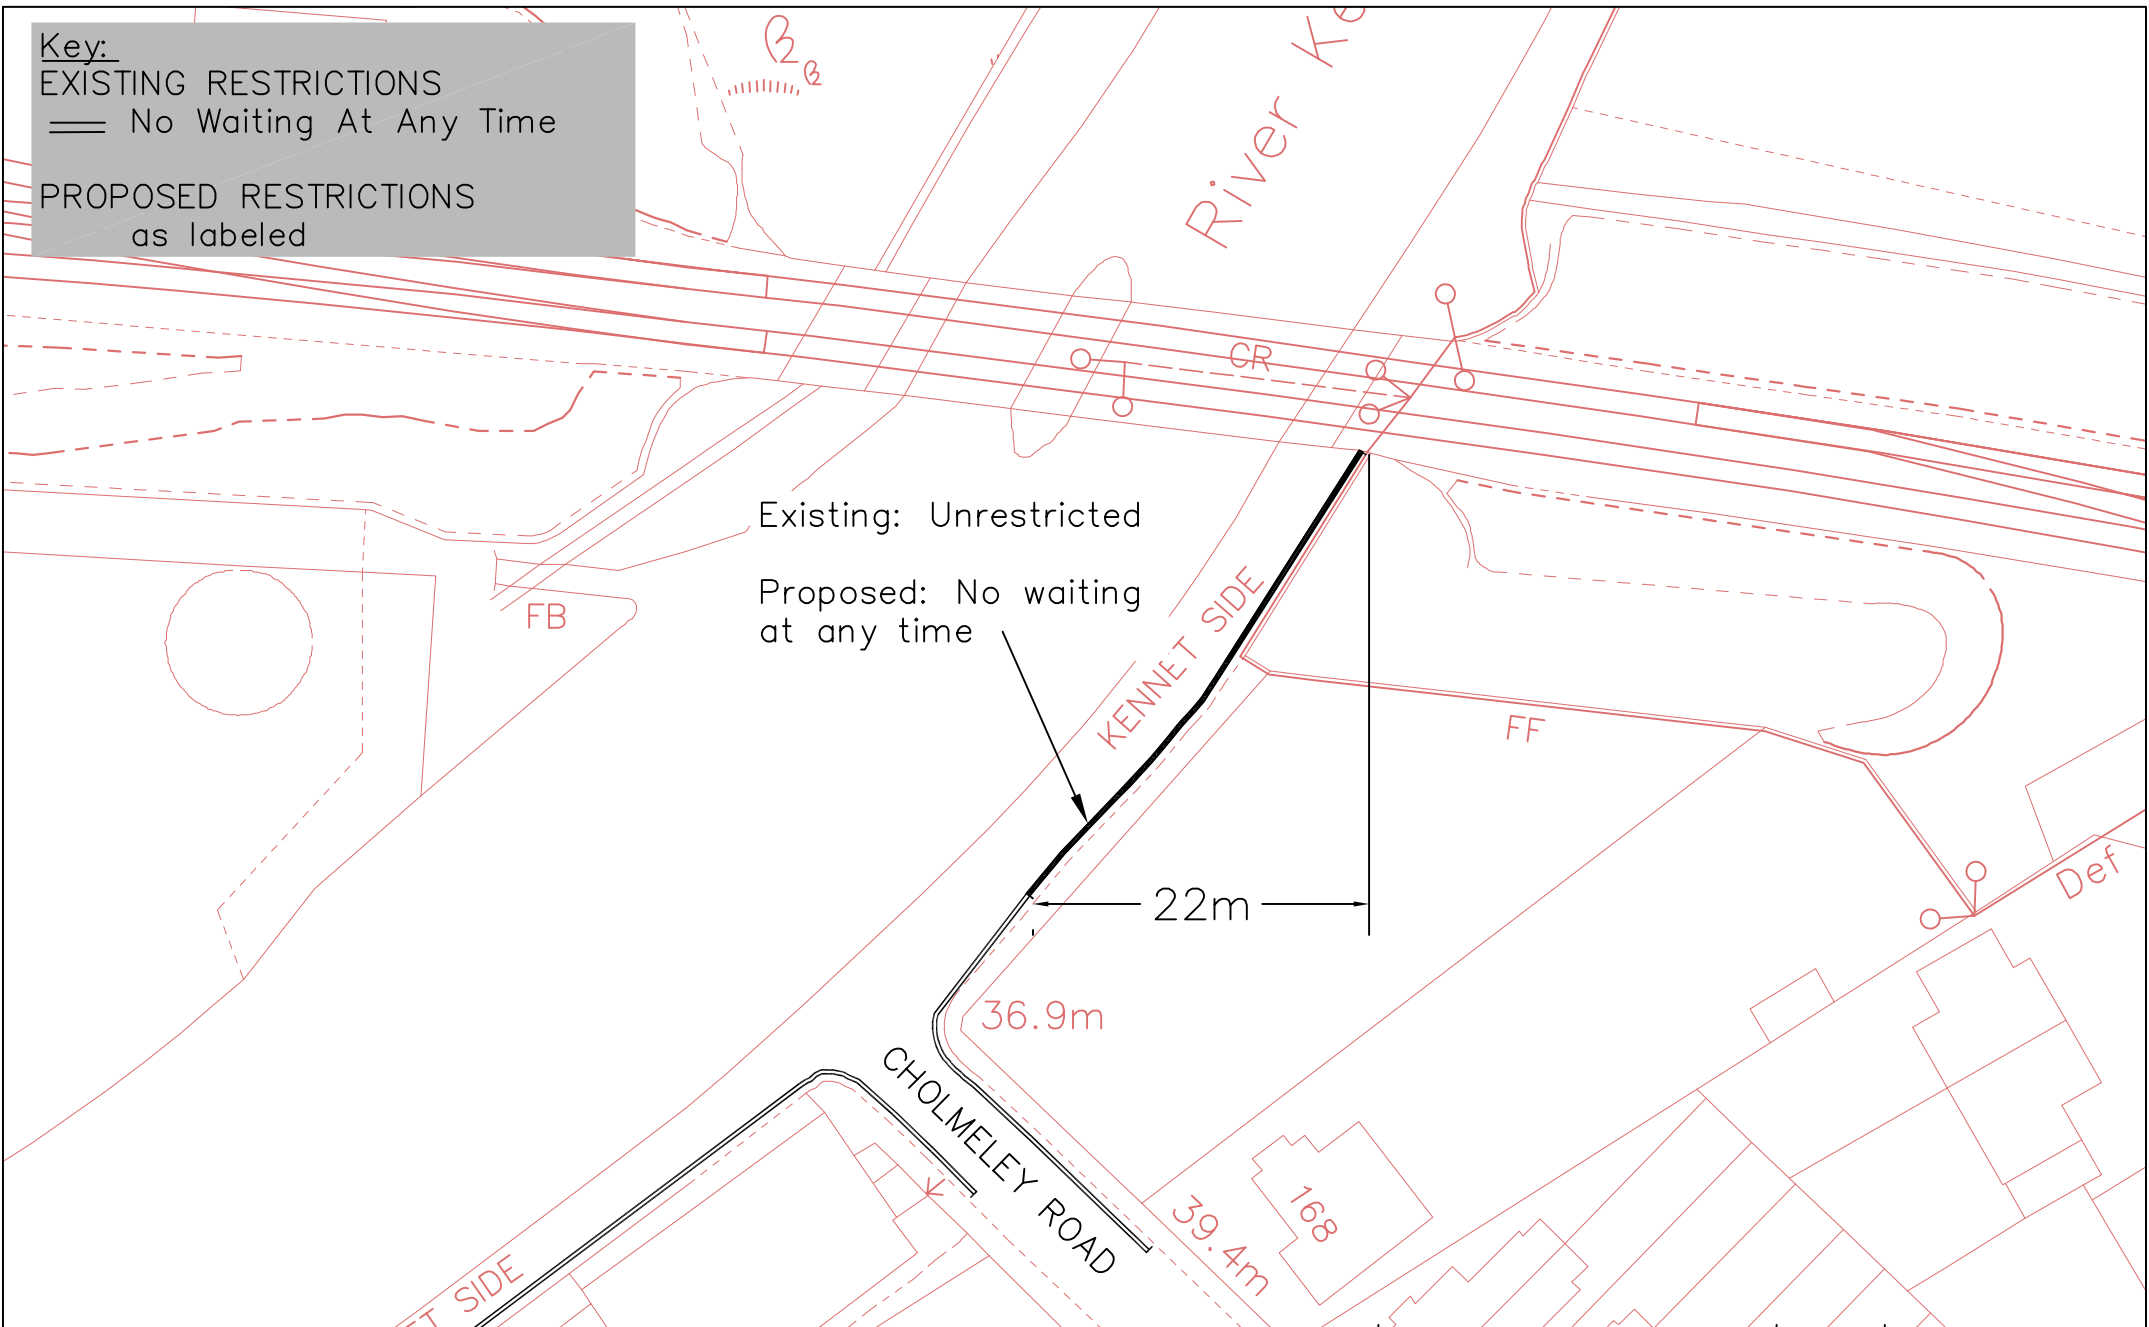 Key:
EXISTING RESTRICTIONS
No Waiting At Any Time
PROPOSED RESTRICTIONS
as labeled
River Ke
CR
Existing: Unrestricted
Proposed: No waiting
at any time
KENNET SIDE
FB
FF
Def
22m
36.9m
CHOLMELEY ROAD
39.4m
168
ET SIDE